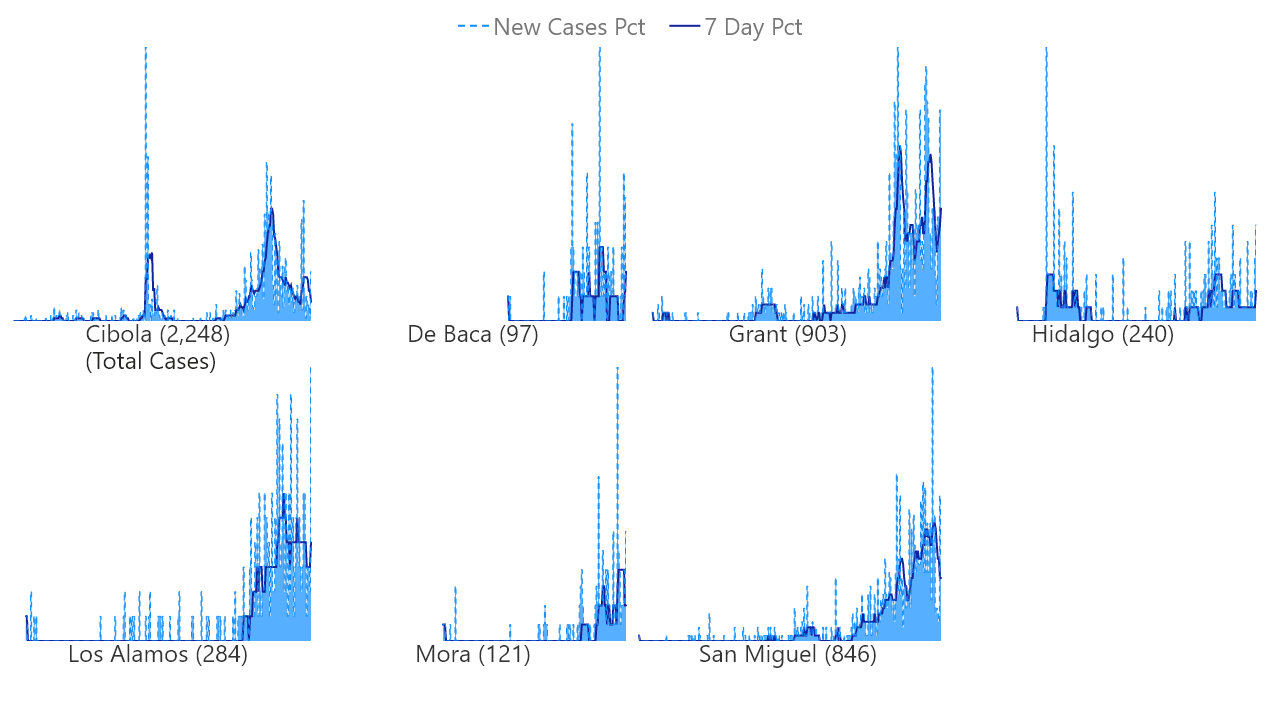 New Cases Pct 7 Day Pct
Cibola (2,248)
(Total Cases)
De Baca (97)
Grant (903)
Hidalgo (240)
Los Alamos (284)
Mora (121)
San Miguel (846)